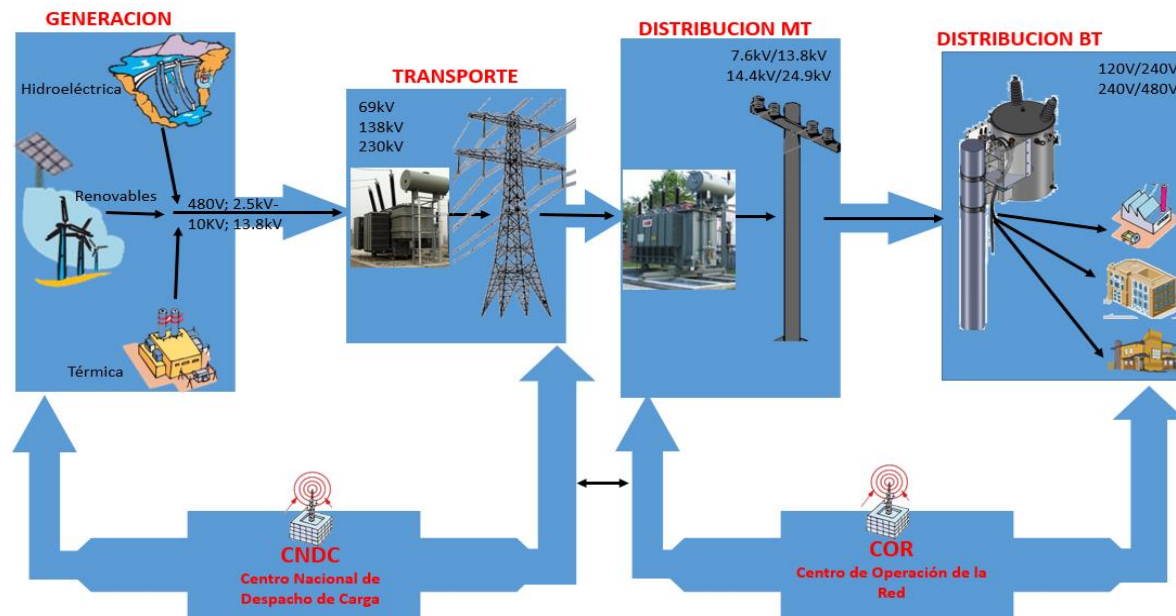 GENERACION
Hidroeléctrica
Renovables
480V; 2.5kV-
10KV; 13.8kV
Térmica
TRANSPORTE
69kV
138kV
230kV
DISTRIBUCION MT
7.6kV/13.8kV
14.4kV/24.9kV
DISTRIBUCION BT
120V/240V
240V/480V
CNDC
Centro Nacional de
Despacho de Carga
COR
Centro de Operación de la
Red